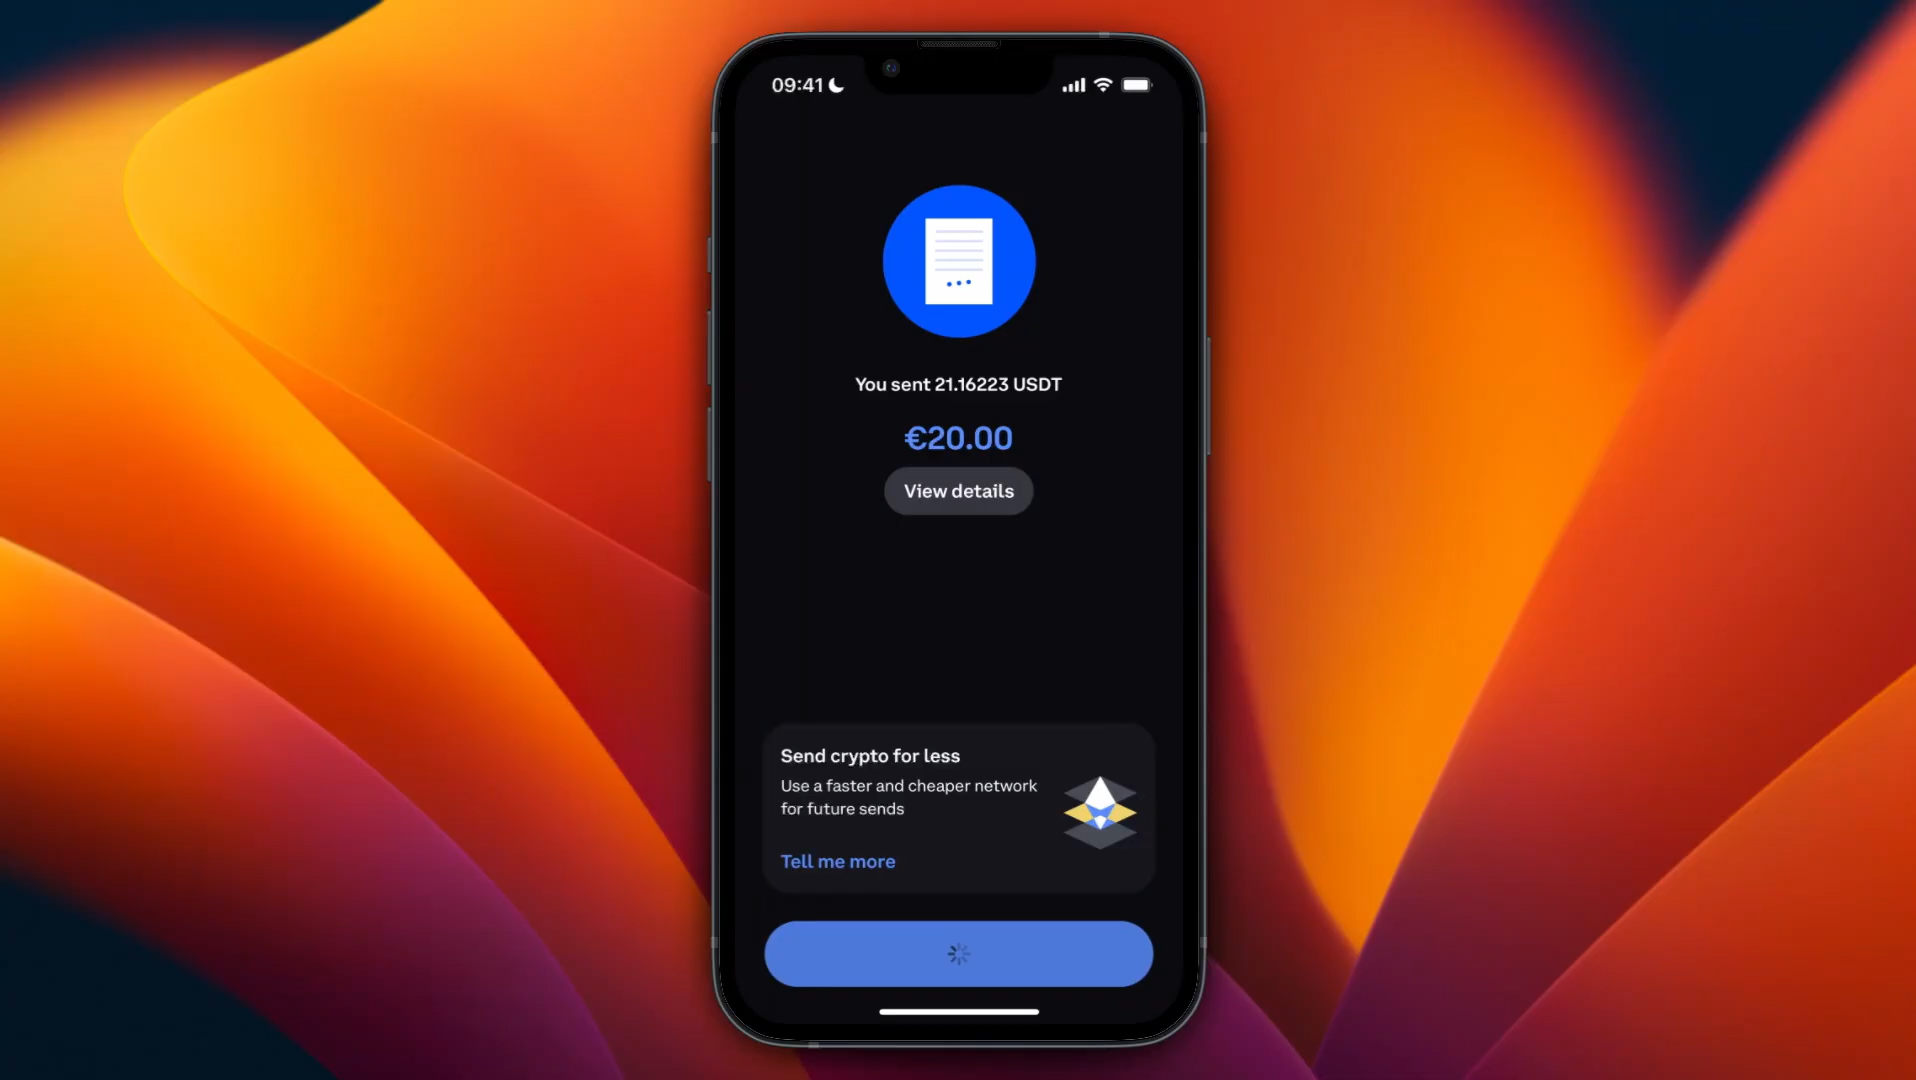 09:41
You sent 21.16223 USDT
€20.00
View details
Send crypto for less
Use a faster and cheaper network
for future sends
Tell me more